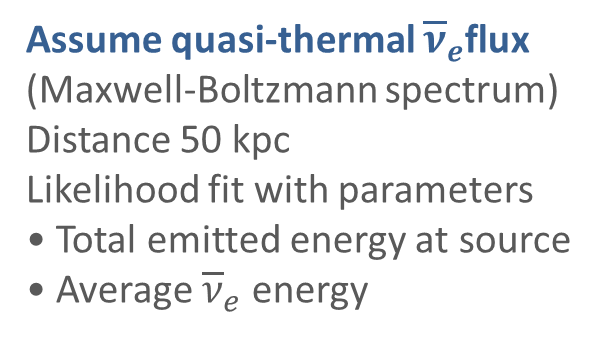 Assume quasi-thermal ν̅ₑ flux
(Maxwell-Boltzmann spectrum)
Distance 50 kpc
Likelihood fit with parameters
• Total emitted energy at source
• Average ν̅ₑ energy